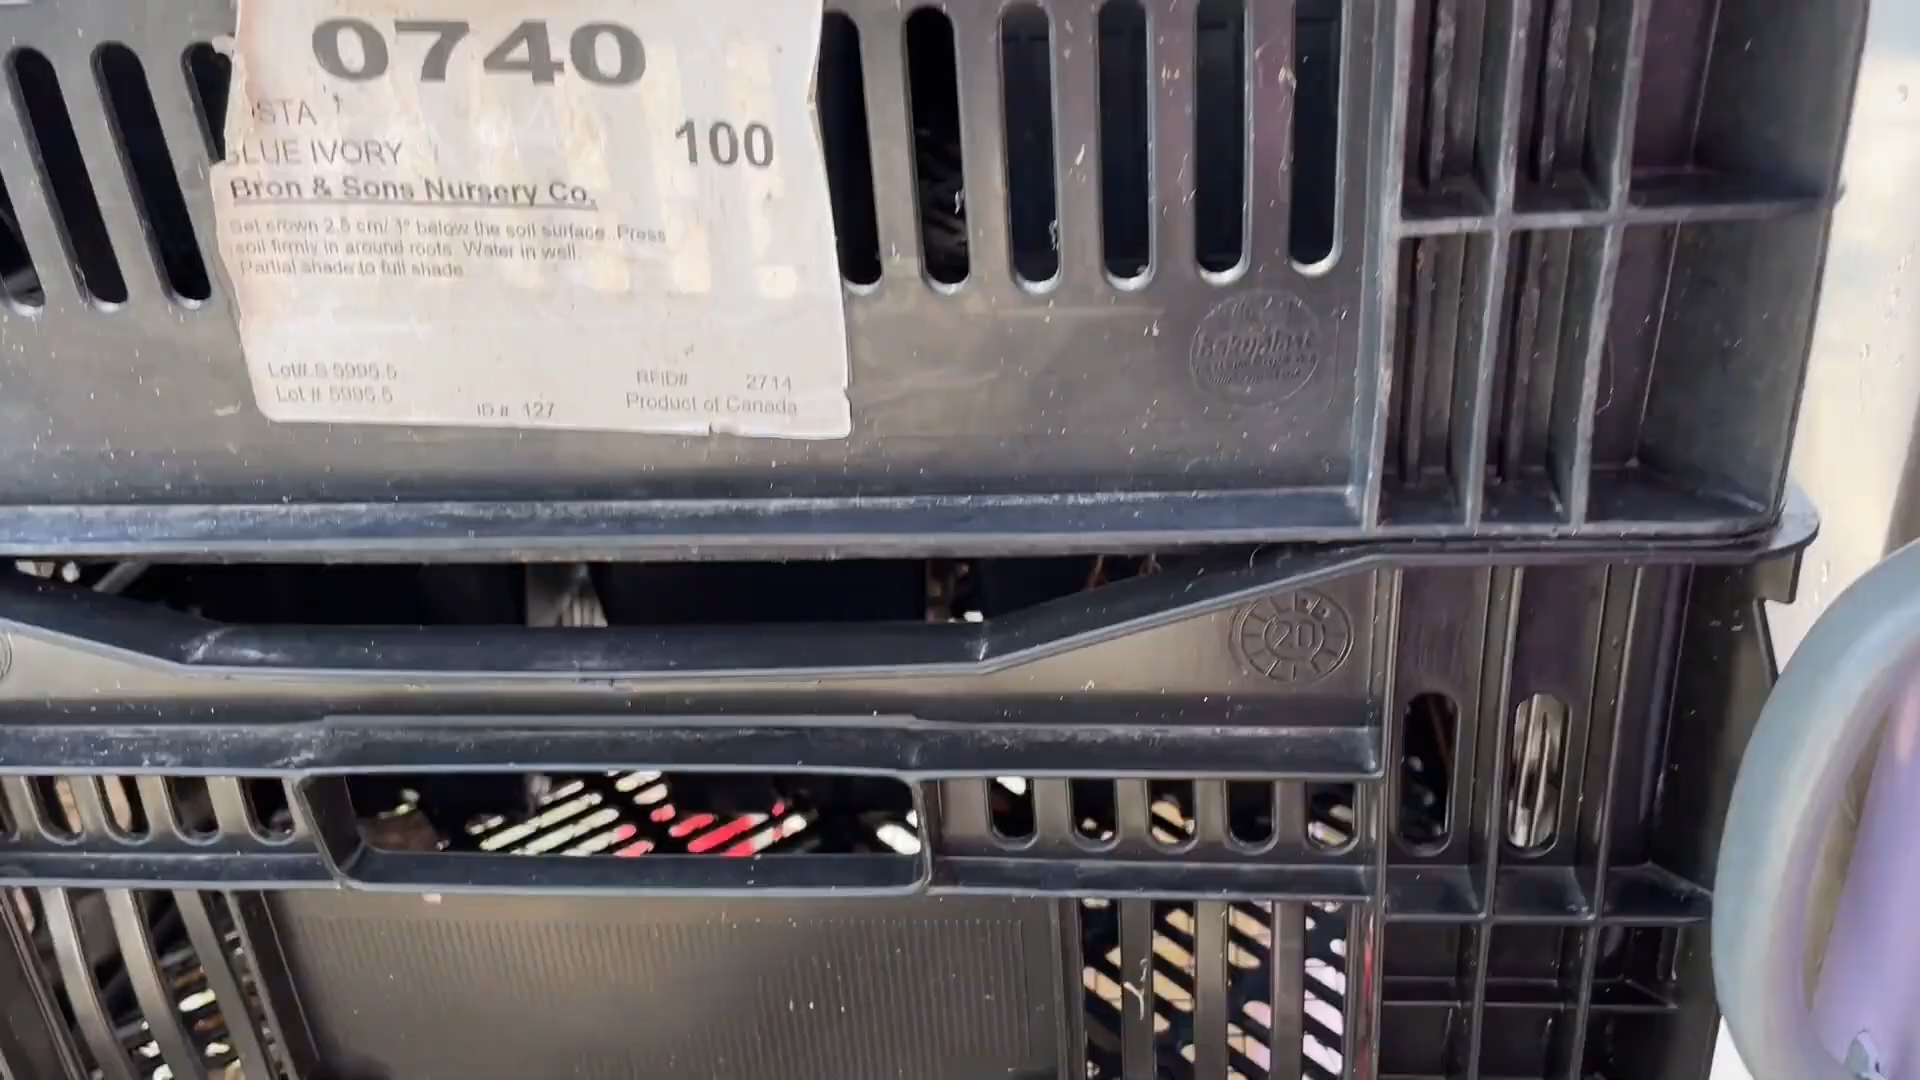 0740
STA
BLUE IVORY
100
Bron & Sons Nursery Co.
Set crown 2.5 cm/ 1" below the soil surface. Press
soil firmly in around roots. Water in well.
Partial shade to full shade
Lot# S 5995.5
Lot # 5995.5
ID # 127
RFID# 2714
Product of Canada
20